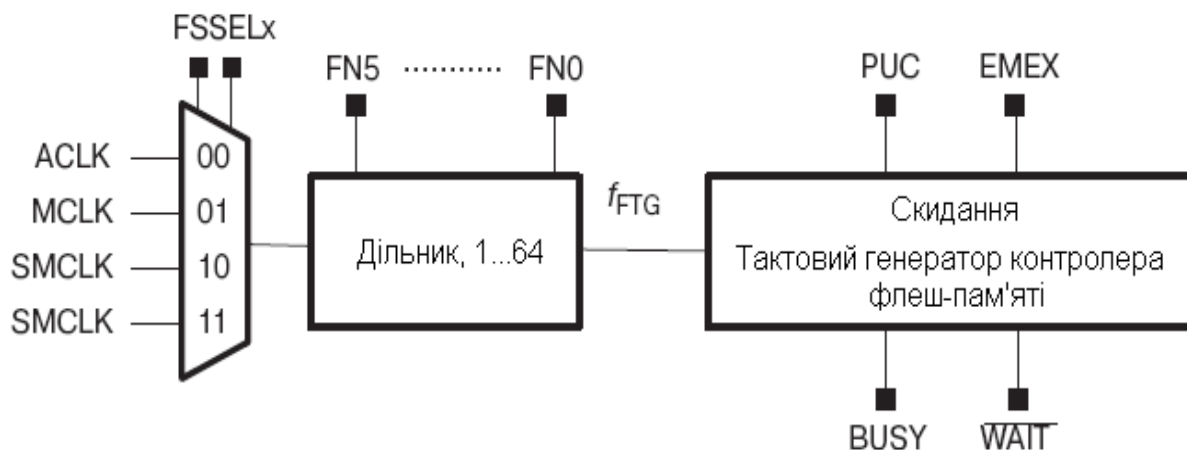 FSSELx
FN5 ........... FN0
PUC EMEX
ACLK 00
MCLK 01
SMCLK 10
SMCLK 11
Дільник, 1...64
fFTG
Скидання
Тактовий генератор контролера
флеш-пам'яті
BUSY WAIT